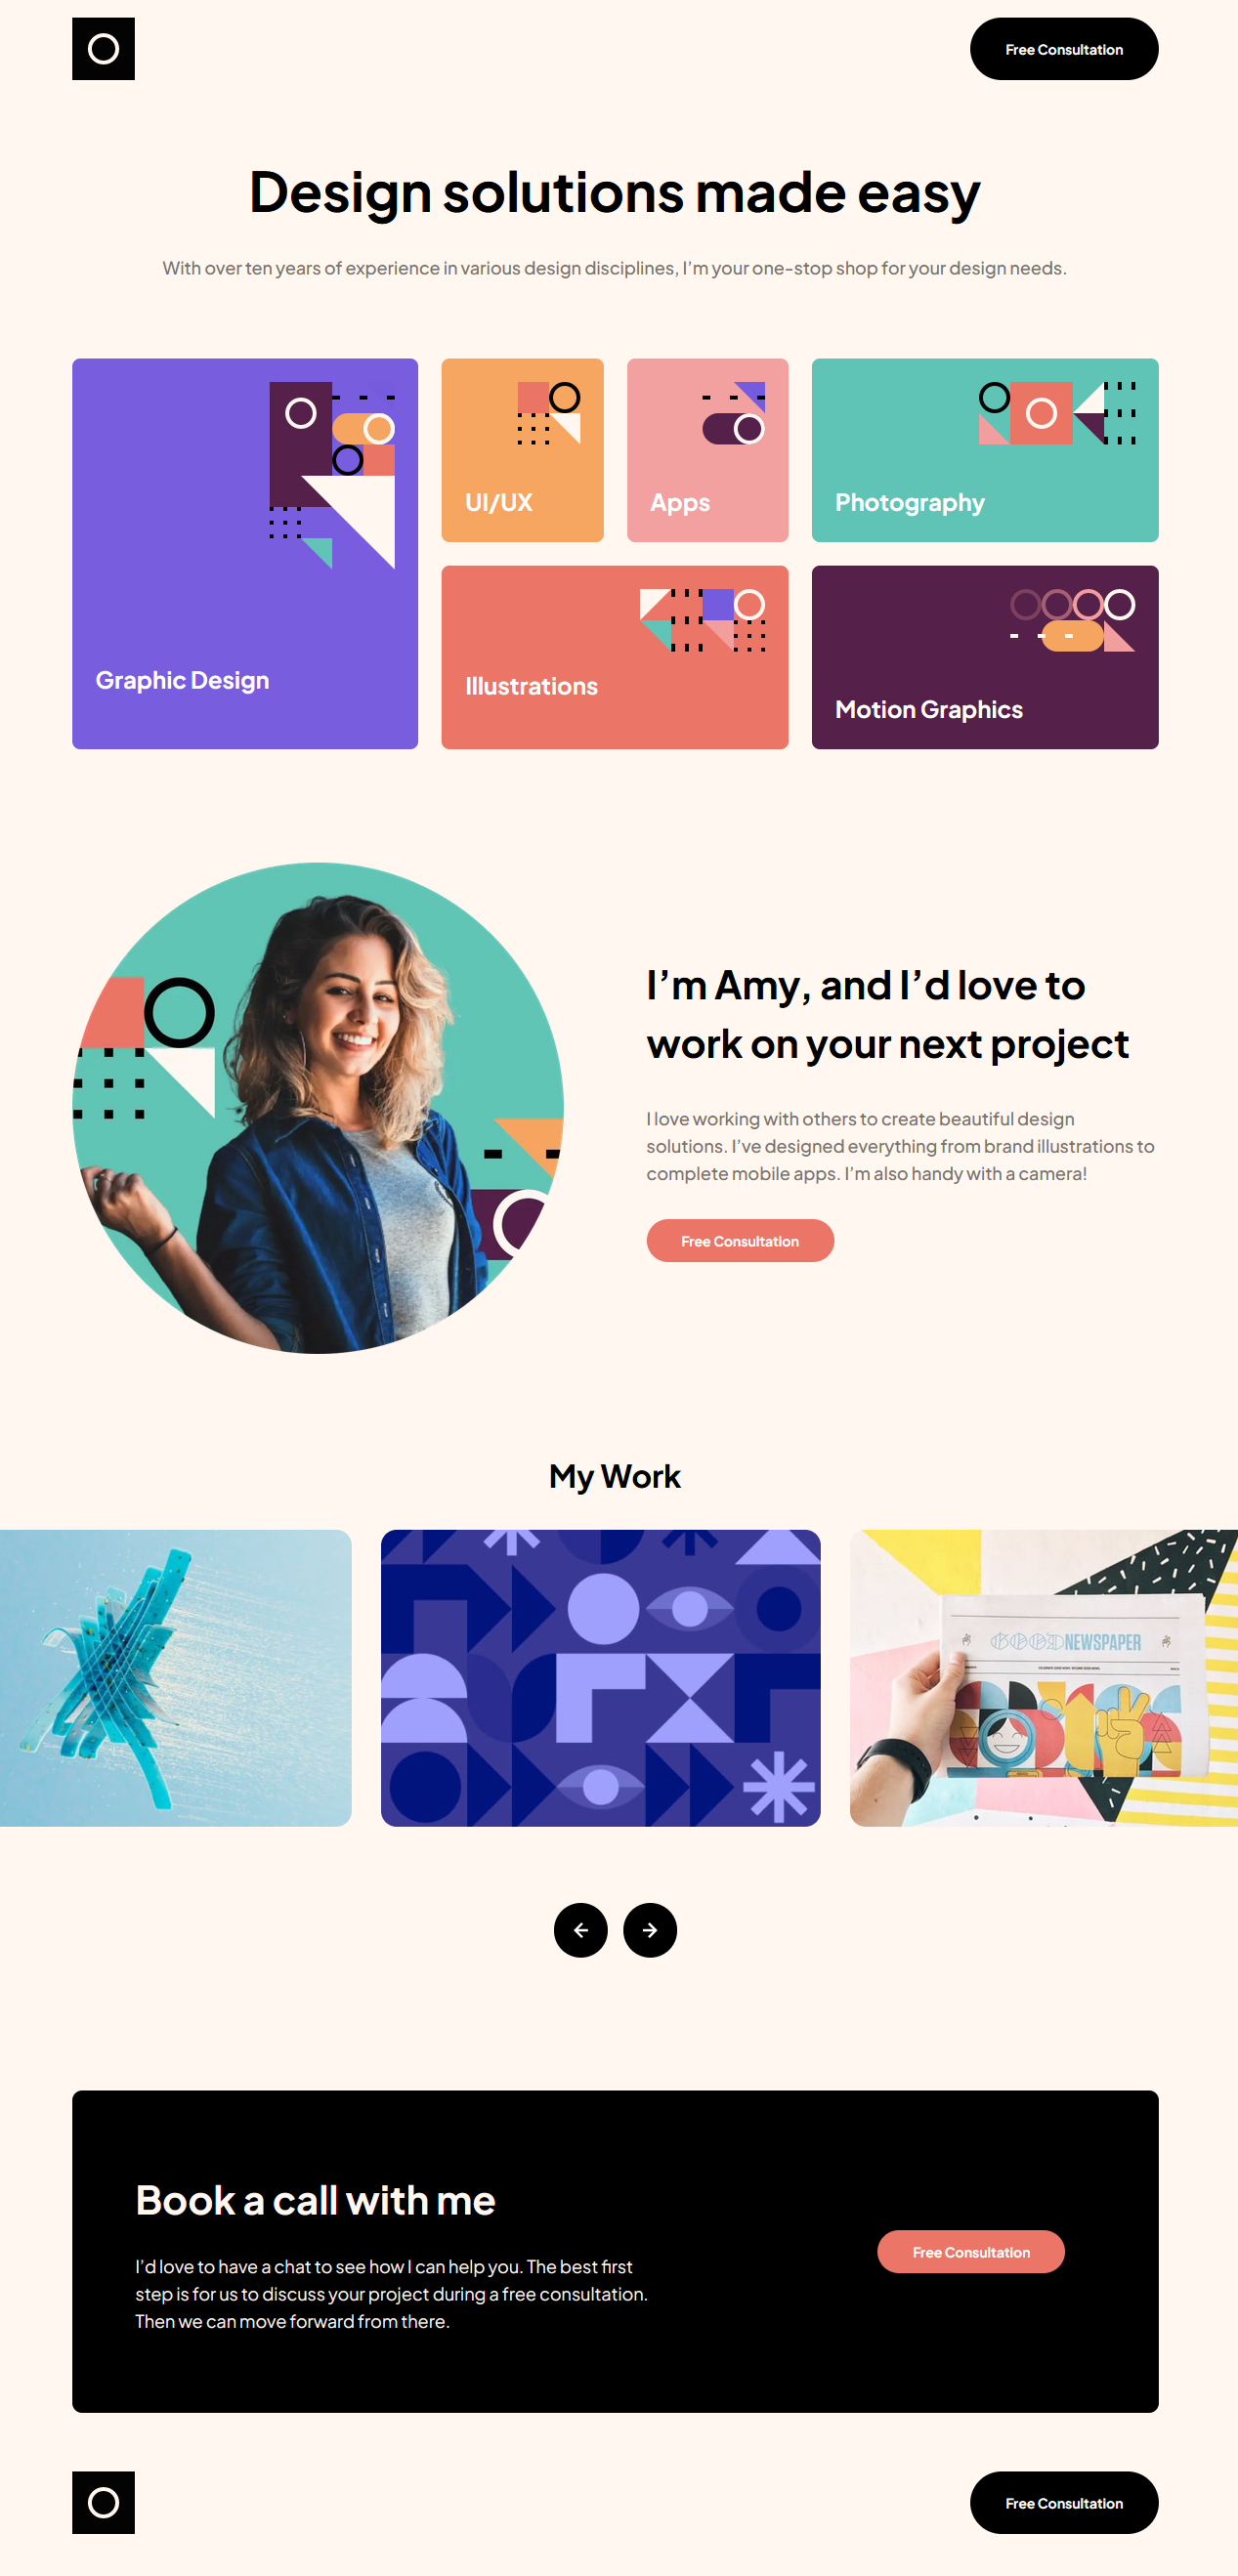 Free Consultation
Design solutions made easy
With over ten years of experience in various design disciplines, I’m your one-stop shop for your design needs.
Graphic Design
UI/UX
Apps
Photography
Illustrations
Motion Graphics
I’m Amy, and I’d love to
work on your next project
I love working with others to create beautiful design
solutions. I’ve designed everything from brand illustrations to
complete mobile apps. I’m also handy with a camera!
Free Consultation
My Work
GOOD NEWSPAPER
Book a call with me
I’d love to have a chat to see how I can help you. The best first
step is for us to discuss your project during a free consultation.
Then we can move forward from there.
Free Consultation
Free Consultation